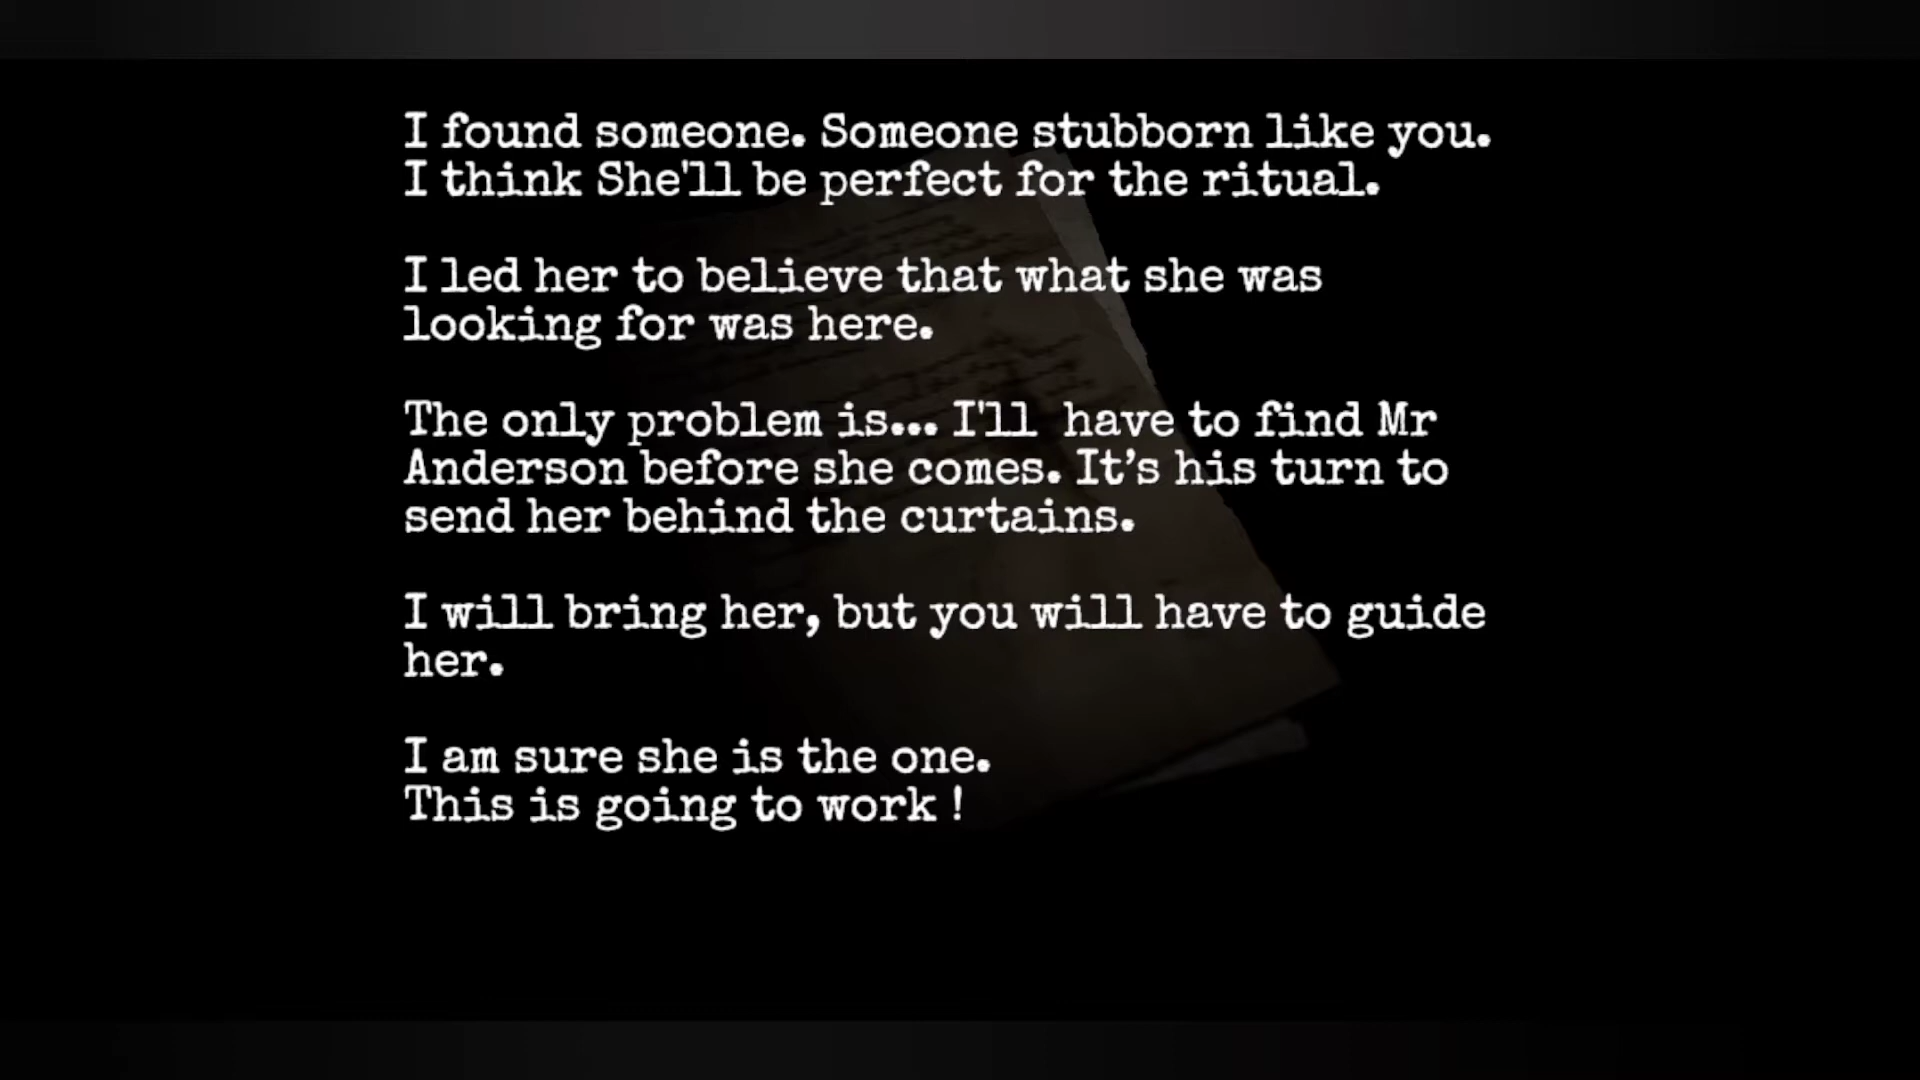 I found someone. Someone stubborn like you.
I think She'll be perfect for the ritual.
I led her to believe that what she was
looking for was here.
The only problem is... I'll  have to find Mr
Anderson before she comes. It’s his turn to
send her behind the curtains.
I will bring her, but you will have to guide
her.
I am sure she is the one.
This is going to work !